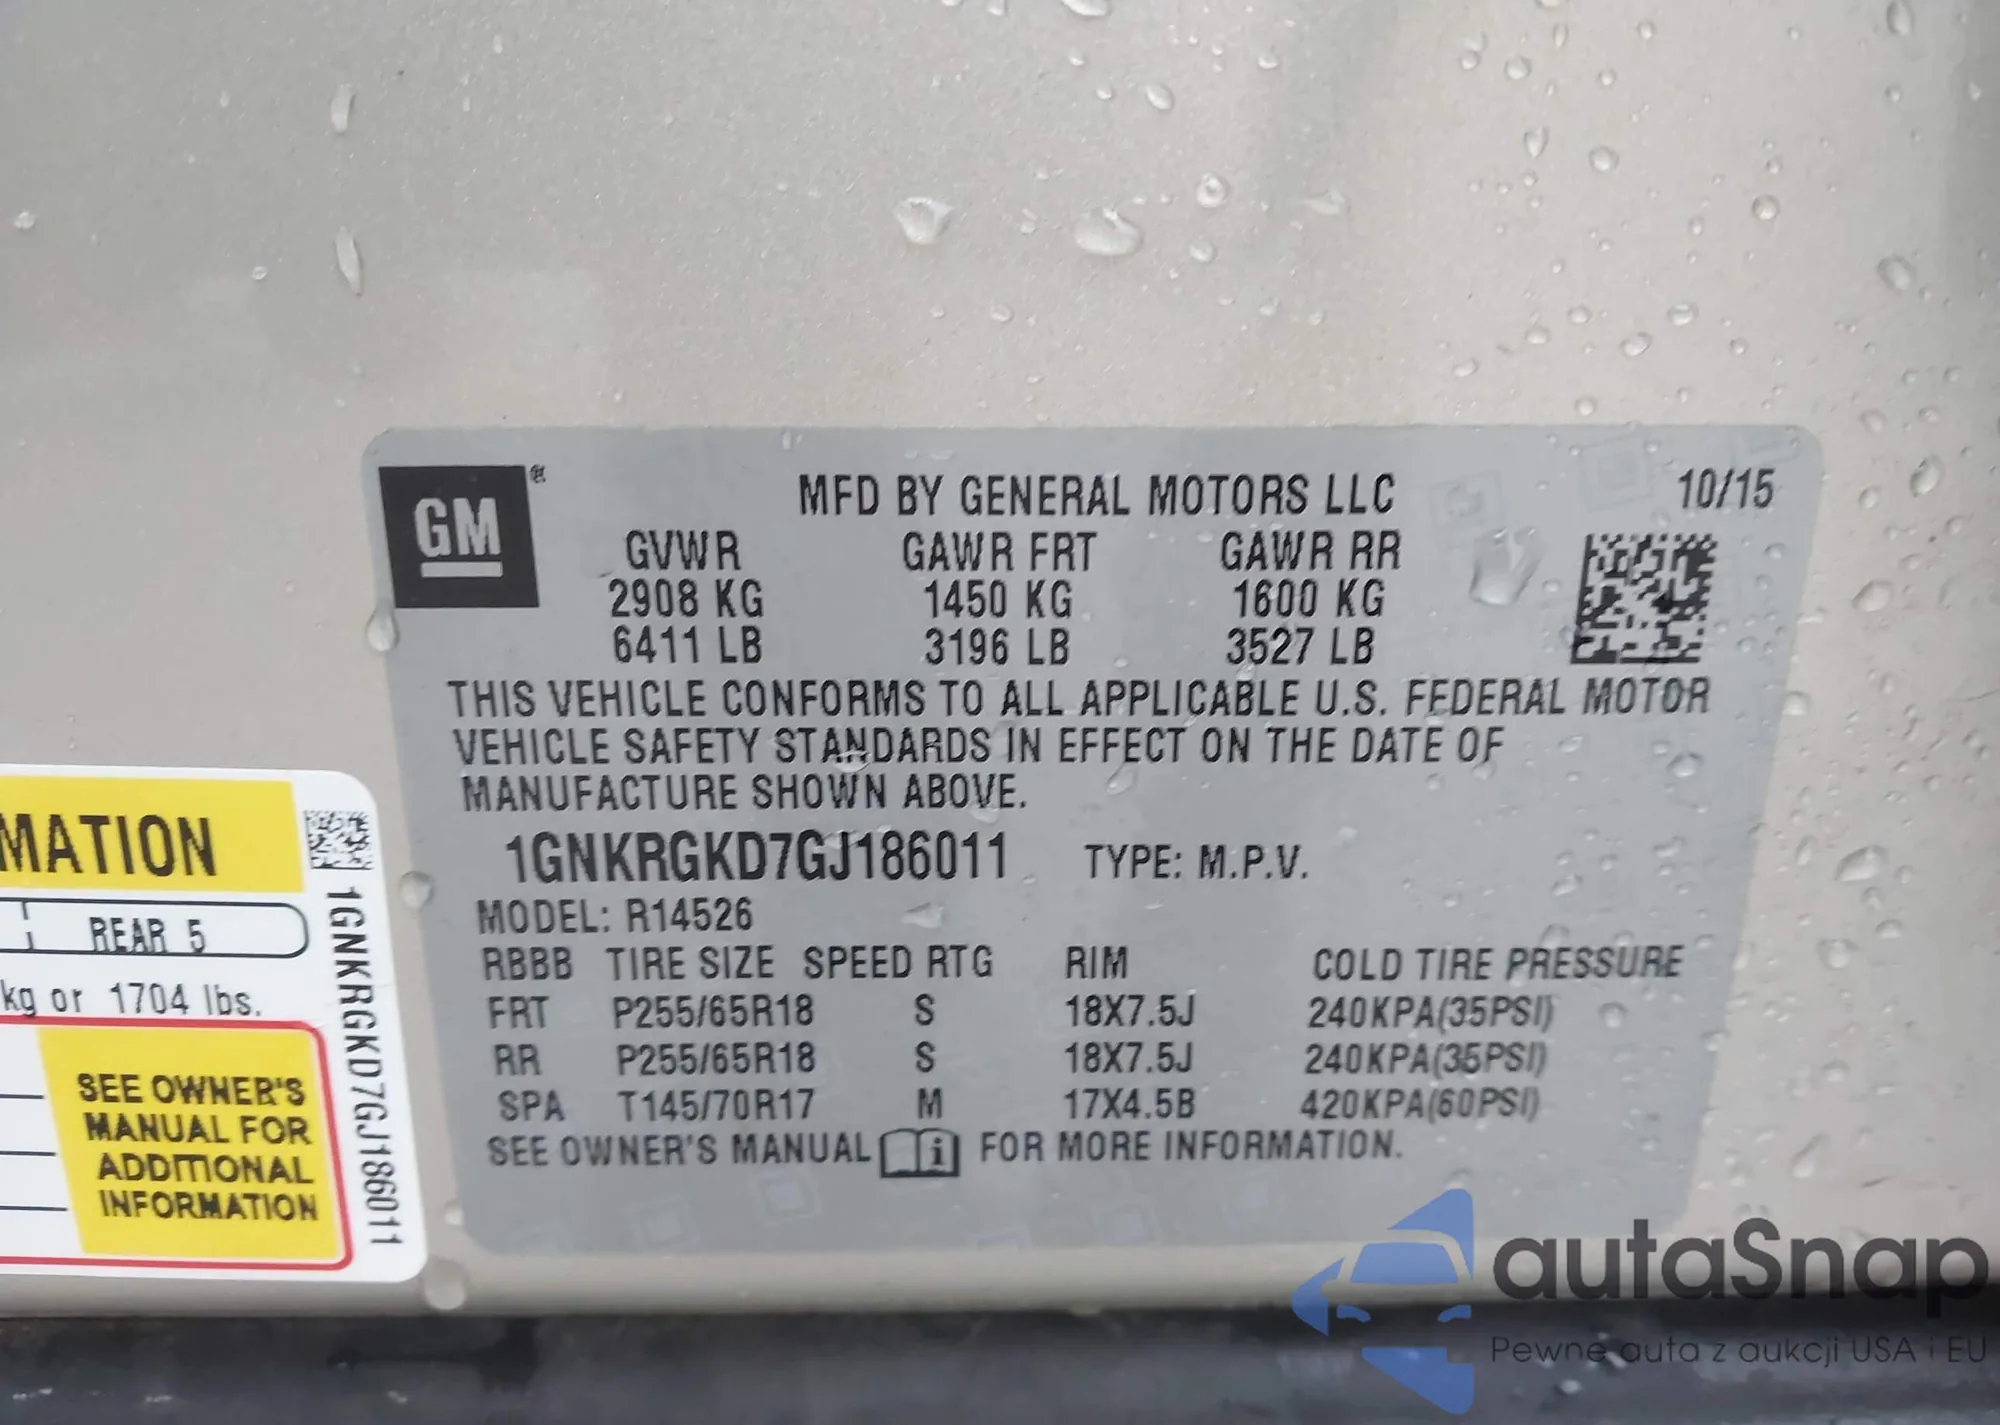 GM®
MFD BY GENERAL MOTORS LLC 10/15
GVWR GAWR FRT GAWR RR
2908 KG 1450 KG 1600 KG
6411 LB 3196 LB 3527 LB
THIS VEHICLE CONFORMS TO ALL APPLICABLE U.S. FEDERAL MOTOR
VEHICLE SAFETY STANDARDS IN EFFECT ON THE DATE OF
MANUFACTURE SHOWN ABOVE.
1GNKRGKD7GJ186011 TYPE: M.P.V.
MODEL: R14526
RBBB TIRE SIZE SPEED RTG RIM COLD TIRE PRESSURE
FRT P255/65R18 S 18X7.5J 240KPA(35PSI)
RR P255/65R18 S 18X7.5J 240KPA(35PSI)
SPA T145/70R17 M 17X4.5B 420KPA(60PSI)
SEE OWNER'S MANUAL FOR MORE INFORMATION.
MATION
REAR 5
kg or 1704 lbs.
SEE OWNER'S
MANUAL FOR
ADDITIONAL
INFORMATION
1GNKRGKD7GJ186011
autaSnap
Pewne auta z aukcji USA i EU